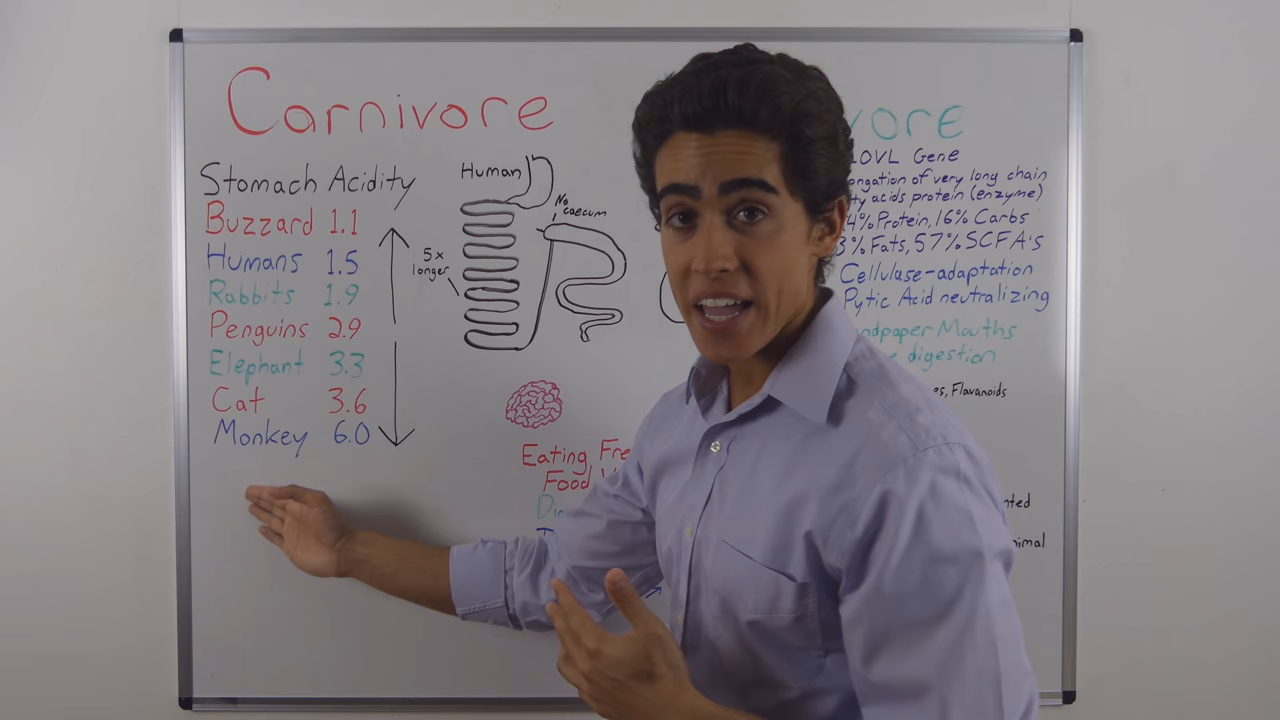 Carnivore
Stomach Acidity
Buzzard 1.1
Humans 1.5
Rabbits 1.9
Penguins 2.9
Elephant 3.3
Cat 3.6
Monkey 6.0
Human
No
caecum
5x
longer
Eating
Food
vore
LOVL Gene
ongation of very long chain
ty acids protein (enzyme)
4% Protein, 16% Carbs
3% Fats, 57% SCFA's
Cellulase-adaptation
Pytic Acid neutralizing
ndpaper Mouths
digestion
es, Flavanoids
nted
nimal